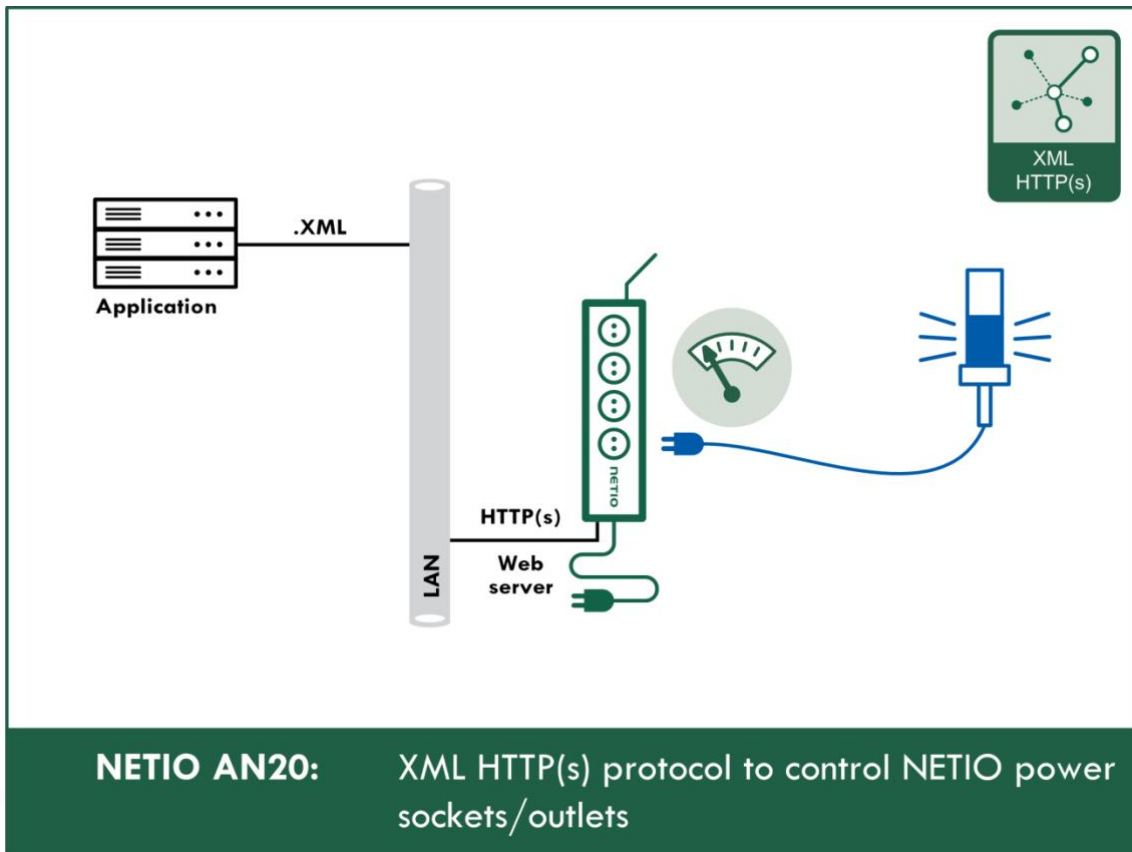 XML
HTTP(s)
.XML
Application
NETIO
HTTP(s)
LAN
Web
server
NETIO AN20: XML HTTP(s) protocol to control NETIO power
sockets/outlets